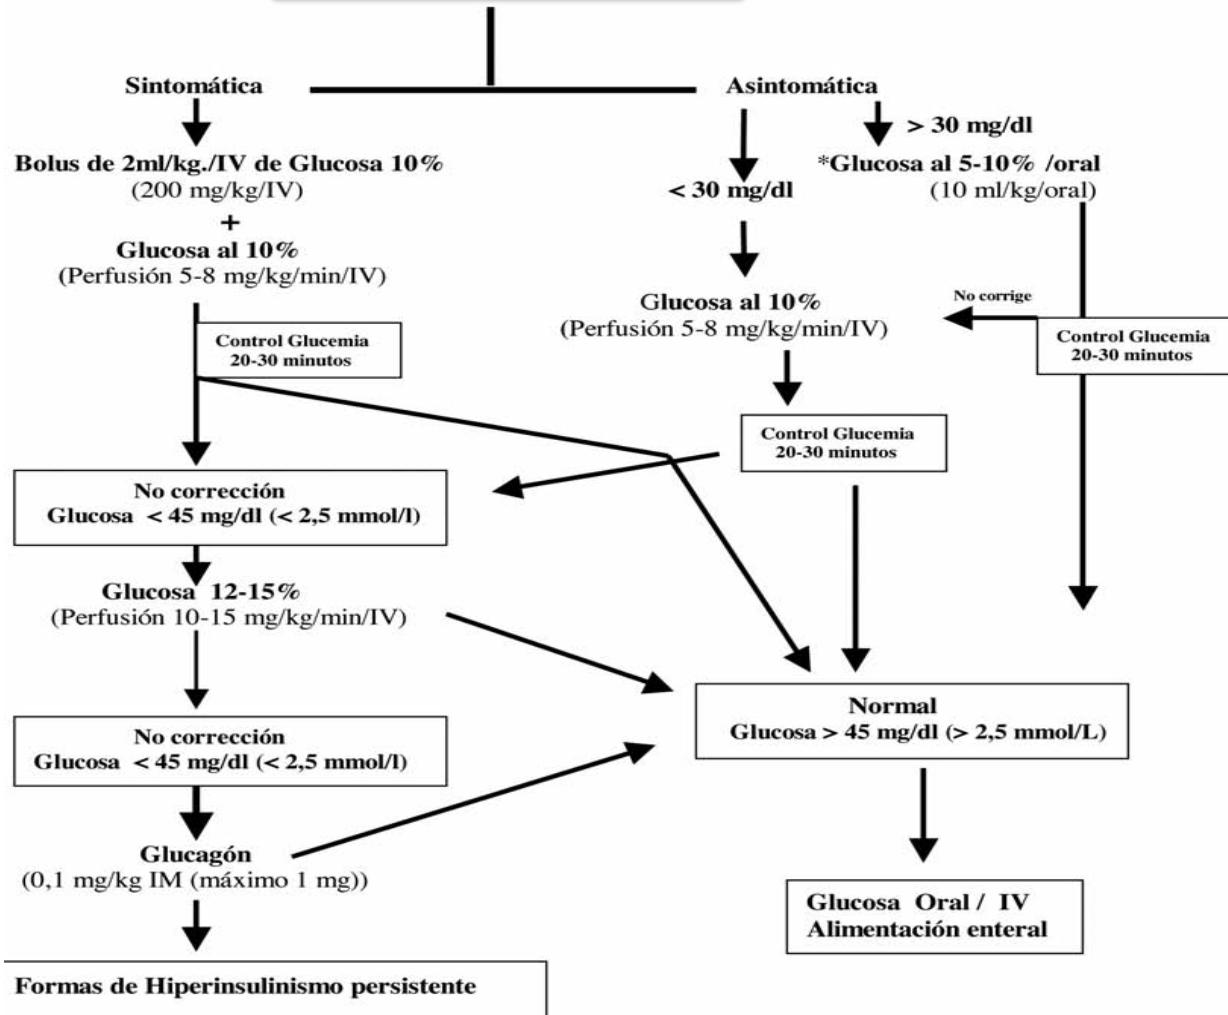 Sintomática
Asintomática
> 30 mg/dl
Bolus de 2ml/kg./IV de Glucosa 10%
(200 mg/kg/IV)
+
Glucosa al 10%
(Perfusión 5-8 mg/kg/min/IV)
*Glucosa al 5-10% /oral
(10 ml/kg/oral)
< 30 mg/dl
Glucosa al 10%
(Perfusión 5-8 mg/kg/min/IV)
No corrige
Control Glucemia
20-30 minutos
Control Glucemia
20-30 minutos
Control Glucemia
20-30 minutos
No corrección
Glucosa < 45 mg/dl (< 2,5 mmol/l)
Glucosa 12-15%
(Perfusión 10-15 mg/kg/min/IV)
No corrección
Glucosa < 45 mg/dl (< 2,5 mmol/l)
Normal
Glucosa > 45 mg/dl (> 2,5 mmol/L)
Glucagón
(0,1 mg/kg IM (máximo 1 mg))
Glucosa Oral / IV
Alimentación enteral
Formas de Hiperinsulinismo persistente